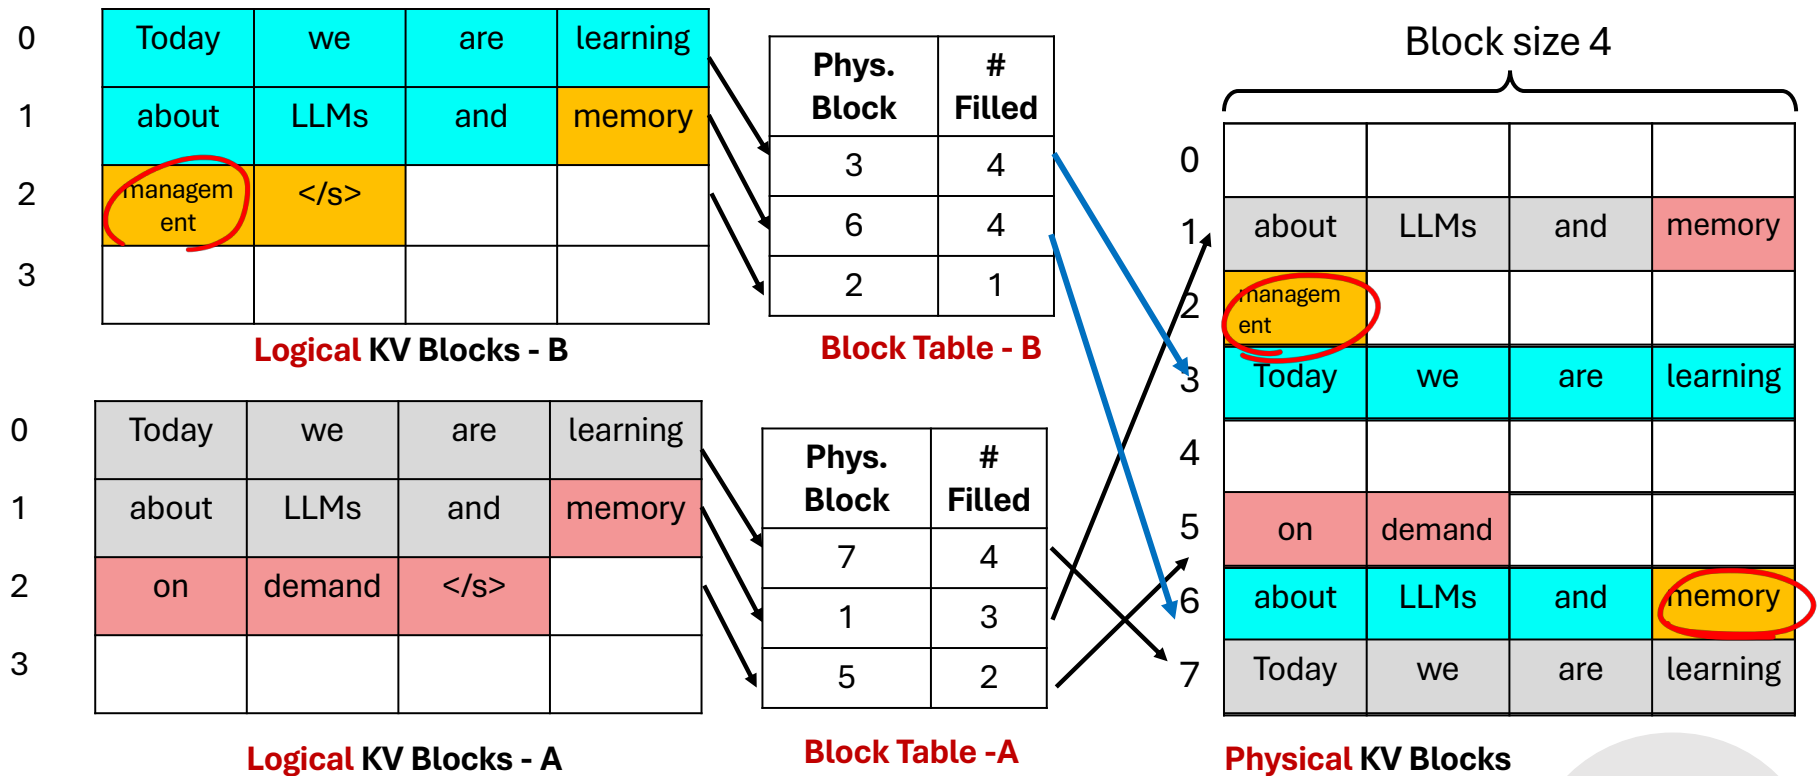 0 Today we are learning
1 about LLMs and memory
2 managem
ent </s>
3
Logical KV Blocks - B
Phys.
Block #
Filled
3 4
6 4
2 1
Block Table - B
0 Today we are learning
1 about LLMs and memory
2 on demand </s>
3
Logical KV Blocks - A
Phys.
Block #
Filled
7 4
1 3
5 2
Block Table -A
Block size 4
0
1 about LLMs and memory
2 managem
ent
3 Today we are learning
4
5 on demand
6 about LLMs and memory
7 Today we are learning
Physical KV Blocks